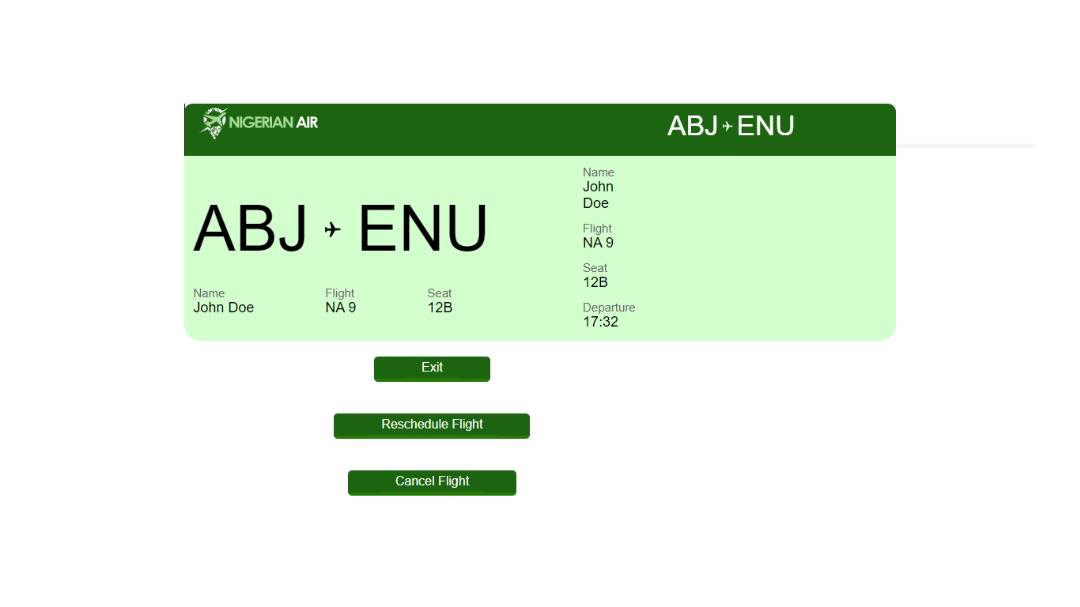 NIGERIAN AIR
ABJ ✈ ENU
ABJ ✈ ENU
Name
John Doe
Flight
NA 9
Seat
12B
Name
John
Doe
Flight
NA 9
Seat
12B
Departure
17:32
Exit
Reschedule Flight
Cancel Flight